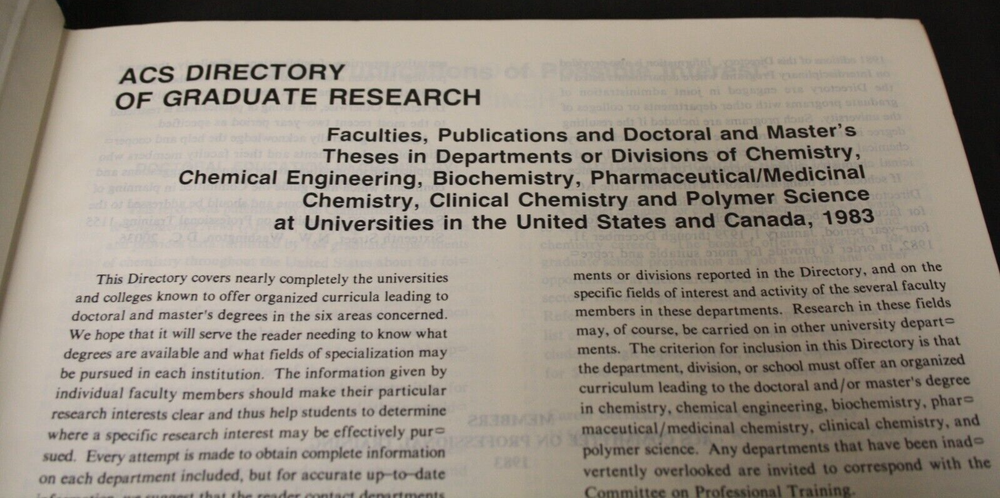 ACS DIRECTORY
OF GRADUATE RESEARCH
Faculties, Publications and Doctoral and Master's
Theses in Departments or Divisions of Chemistry,
Chemical Engineering, Biochemistry, Pharmaceutical/Medicinal
Chemistry, Clinical Chemistry and Polymer Science
at Universities in the United States and Canada, 1983
This Directory covers nearly completely the universities
and colleges known to offer organized curricula leading to
doctoral and master's degrees in the six areas concerned.
We hope that it will serve the reader needing to know what
degrees are available and what fields of specialization may
be pursued in each institution. The information given by
individual faculty members should make their particular
research interests clear and thus help students to determine
where a specific research interest may be effectively pur=
sued. Every attempt is made to obtain complete information
on each department included, but for accurate up-to-date
information, we suggest that the reader contact departments
ments or divisions reported in the Directory, and on the
specific fields of interest and activity of the several faculty
members in these departments. Research in these fields
may, of course, be carried on in other university depart=
ments. The criterion for inclusion in this Directory is that
the department, division, or school must offer an organized
curriculum leading to the doctoral and/or master's degree
in chemistry, chemical engineering, biochemistry, phar=
maceutical/medicinal chemistry, clinical chemistry, and
polymer science. Any departments that have been inad=
vertently overlooked are invited to correspond with the
Committee on Professional Training.